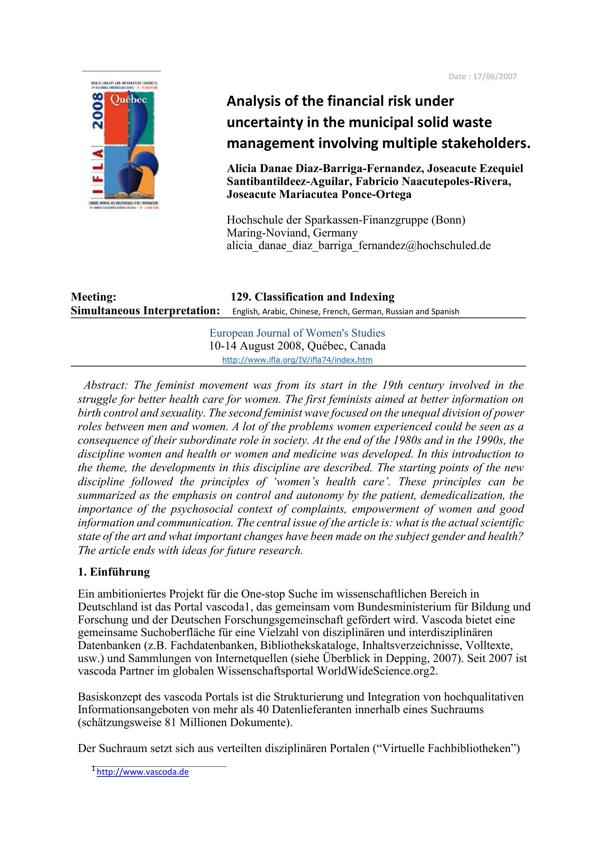 Date : 17/06/2007
2008
Québec
IFLA
Analysis of the financial risk under
uncertainty in the municipal solid waste
management involving multiple stakeholders.
Alicia Danae Diaz-Barriga-Fernandez, Joseacute Ezequiel
Santibantildeez-Aguilar, Fabricio Naacutepoles-Rivera,
Joseacute Mariacutea Ponce-Ortega
Hochschule der Sparkassen-Finanzgruppe (Bonn)
Maring-Noviand, Germany
alicia_danae_diaz_barriga_fernandez@hochschuled.de
Meeting: 129. Classification and Indexing
Simultaneous Interpretation: English, Arabic, Chinese, French, German, Russian and Spanish
European Journal of Women's Studies
10-14 August 2008, Québec, Canada
http://www.ifla.org/IV/ifla74/index.htm
Abstract: The feminist movement was from its start in the 19th century involved in the
struggle for better health care for women. The first feminists aimed at better information on
birth control and sexuality. The second feminist wave focused on the unequal division of power
roles between men and women. A lot of the problems women experienced could be seen as a
consequence of their subordinate role in society. At the end of the 1980s and in the 1990s, the
discipline women and health or women and medicine was developed. In this introduction to
the theme, the developments in this discipline are described. The starting points of the new
discipline followed the principles of ‘women’s health care’. These principles can be
summarized as the emphasis on control and autonomy by the patient, demedicalization, the
importance of the psychosocial context of complaints, empowerment of women and good
information and communication. The central issue of the article is: what is the actual scientific
state of the art and what important changes have been made on the subject gender and health?
The article ends with ideas for future research.
1. Einführung
Ein ambitioniertes Projekt für die One-stop Suche im wissenschaftlichen Bereich in
Deutschland ist das Portal vascoda1, das gemeinsam vom Bundesministerium für Bildung und
Forschung und der Deutschen Forschungsgemeinschaft gefördert wird. Vascoda bietet eine
gemeinsame Suchoberfläche für eine Vielzahl von disziplinären und interdisziplinären
Datenbanken (z.B. Fachdatenbanken, Bibliothekskataloge, Inhaltsverzeichnisse, Volltexte,
usw.) und Sammlungen von Internetquellen (siehe Überblick in Depping, 2007). Seit 2007 ist
vascoda Partner im globalen Wissenschaftsportal WorldWideScience.org2.
Basiskonzept des vascoda Portals ist die Strukturierung und Integration von hochqualitativen
Informationsangeboten von mehr als 40 Datenlieferanten innerhalb eines Suchraums
(schätzungsweise 81 Millionen Dokumente).
Der Suchraum setzt sich aus verteilten disziplinären Portalen (“Virtuelle Fachbibliotheken”)
1 http://www.vascoda.de